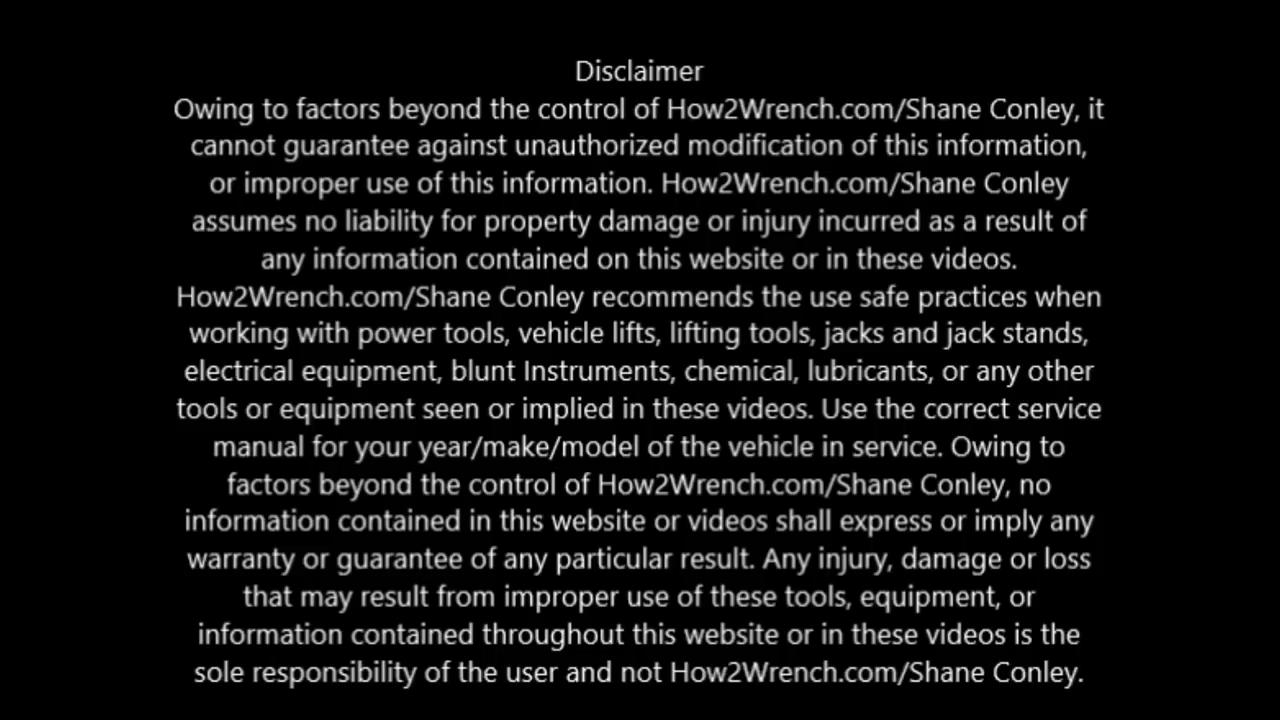 Disclaimer
Owing to factors beyond the control of How2Wrench.com/Shane Conley, it
cannot guarantee against unauthorized modification of this information,
or improper use of this information. How2Wrench.com/Shane Conley
assumes no liability for property damage or injury incurred as a result of
any information contained on this website or in these videos.
How2Wrench.com/Shane Conley recommends the use safe practices when
working with power tools, vehicle lifts, lifting tools, jacks and jack stands,
electrical equipment, blunt Instruments, chemical, lubricants, or any other
tools or equipment seen or implied in these videos. Use the correct service
manual for your year/make/model of the vehicle in service. Owing to
factors beyond the control of How2Wrench.com/Shane Conley, no
information contained in this website or videos shall express or imply any
warranty or guarantee of any particular result. Any injury, damage or loss
that may result from improper use of these tools, equipment, or
information contained throughout this website or in these videos is the
sole responsibility of the user and not How2Wrench.com/Shane Conley.